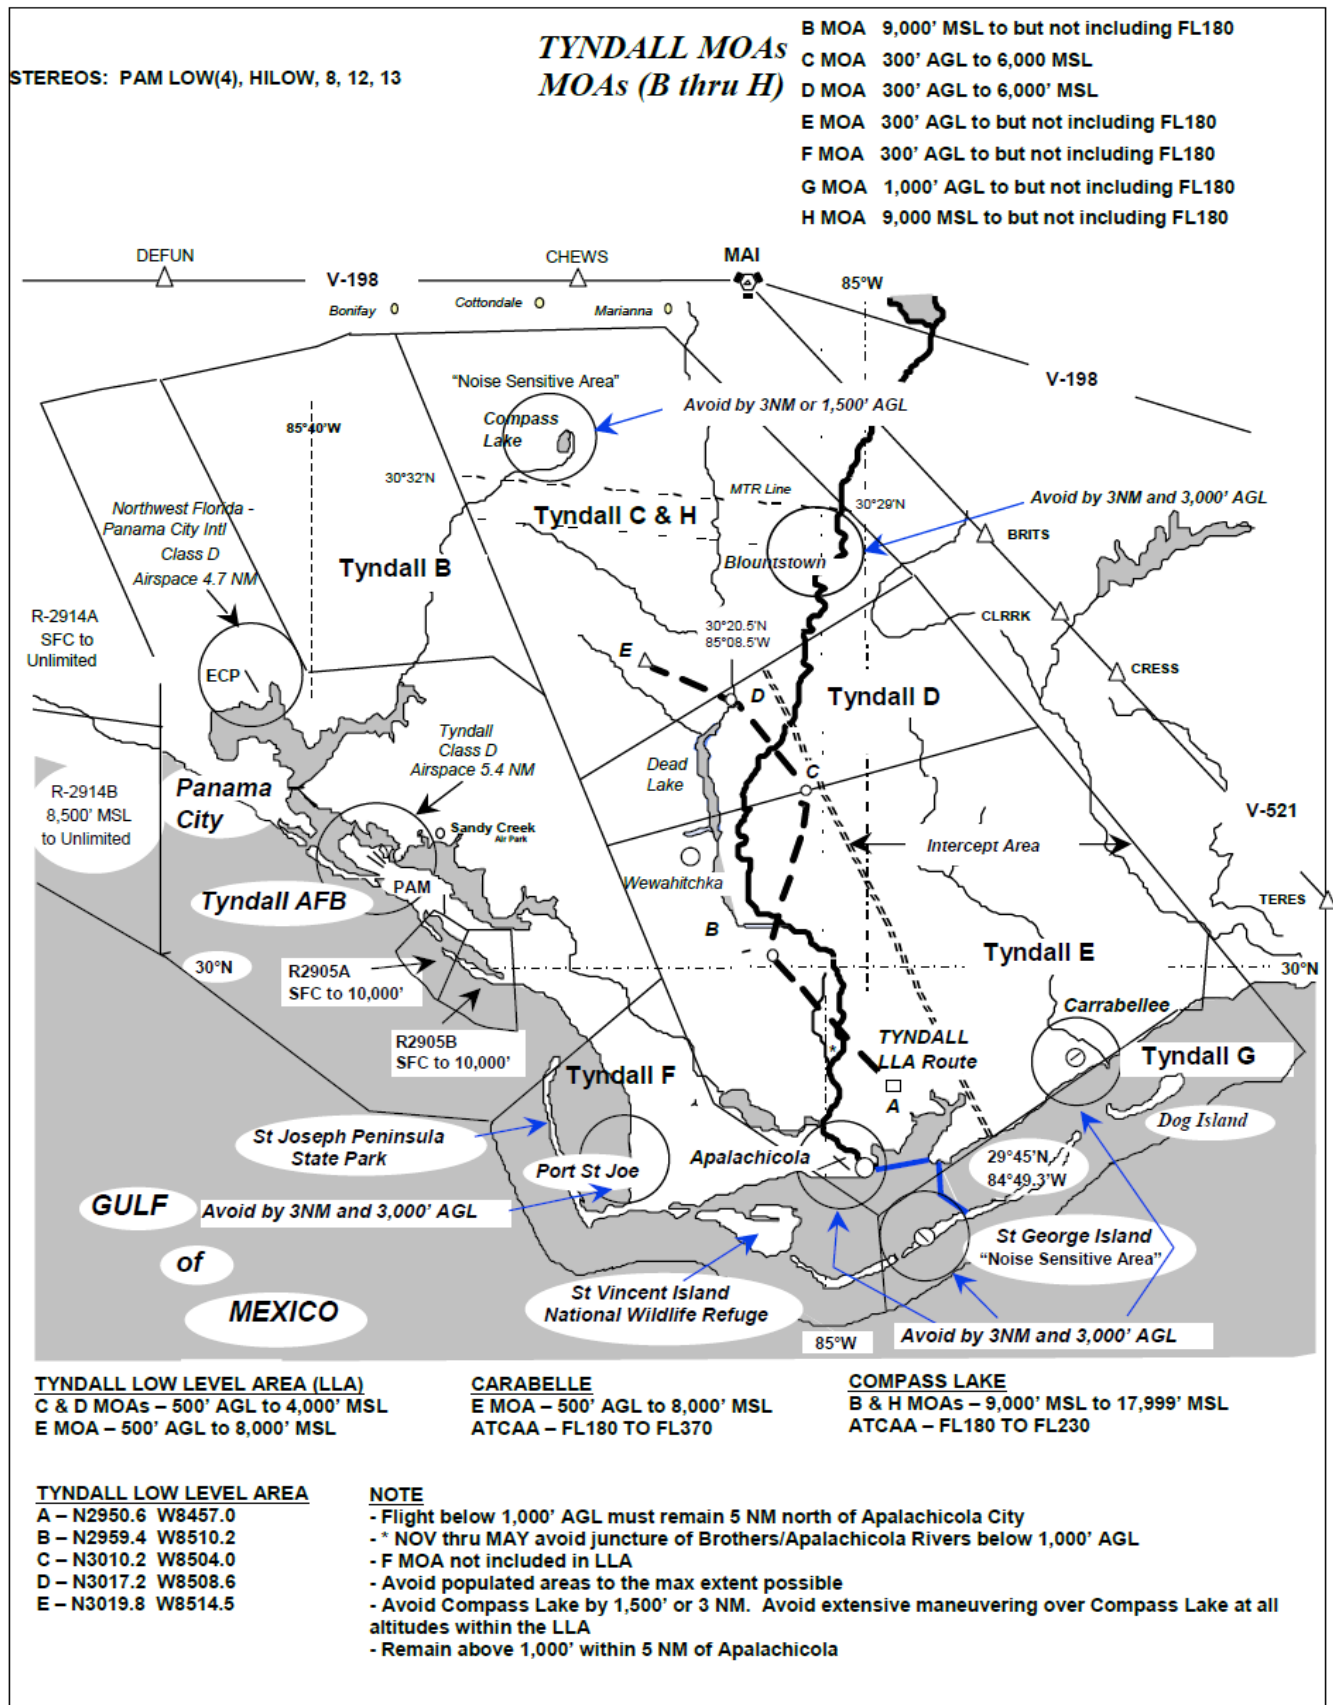 STEREOS: PAM LOW(4), HILOW, 8, 12, 13
TYNDALL MOAs
MOAs (B thru H)
B MOA 9,000' MSL to but not including FL180
C MOA 300' AGL to 6,000 MSL
D MOA 300' AGL to 6,000' MSL
E MOA 300' AGL to but not including FL180
F MOA 300' AGL to but not including FL180
G MOA 1,000' AGL to but not including FL180
H MOA 9,000 MSL to but not including FL180
DEFUN
V-198
CHEWS
MAI
85°W
Bonifay
Cottondale
Marianna
V-198
"Noise Sensitive Area"
Compass
Lake
Avoid by 3NM or 1,500' AGL
85°40'W
30°32'N
MTR Line
30°29'N
Avoid by 3NM and 3,000' AGL
Northwest Florida -
Panama City Intl
Class D
Airspace 4.7 NM
Tyndall C & H
Tyndall B
Blountstown
BRITS
R-2914A
SFC to
Unlimited
30°20.5'N
85°08.5'W
CLRRK
E
ECP
CRESS
D
Tyndall D
Tyndall
Class D
Airspace 5.4 NM
Dead
Lake
C
R-2914B
8,500' MSL
to Unlimited
Panama
City
Sandy Creek
Air Park
V-521
Intercept Area
Wewahitchka
PAM
Tyndall AFB
TERES
B
Tyndall E
30°N
R2905A
SFC to 10,000'
30°N
Carrabellee
R2905B
SFC to 10,000'
*
TYNDALL
LLA Route
Tyndall F
Tyndall G
A
Dog Island
St Joseph Peninsula
State Park
Port St Joe
Apalachicola
29°45'N,
84°49.3'W
GULF
of
MEXICO
Avoid by 3NM and 3,000' AGL
St George Island
"Noise Sensitive Area"
St Vincent Island
National Wildlife Refuge
85°W
Avoid by 3NM and 3,000' AGL
TYNDALL LOW LEVEL AREA (LLA)
C & D MOAs – 500' AGL to 4,000' MSL
E MOA – 500' AGL to 8,000' MSL
CARABELLE
E MOA – 500' AGL to 8,000' MSL
ATCAA – FL180 TO FL370
COMPASS LAKE
B & H MOAs – 9,000' MSL to 17,999' MSL
ATCAA – FL180 TO FL230
TYNDALL LOW LEVEL AREA
A – N2950.6 W8457.0
B – N2959.4 W8510.2
C – N3010.2 W8504.0
D – N3017.2 W8508.6
E – N3019.8 W8514.5
NOTE
- Flight below 1,000' AGL must remain 5 NM north of Apalachicola City
- * NOV thru MAY avoid juncture of Brothers/Apalachicola Rivers below 1,000' AGL
- F MOA not included in LLA
- Avoid populated areas to the max extent possible
- Avoid Compass Lake by 1,500' or 3 NM. Avoid extensive maneuvering over Compass Lake at all
altitudes within the LLA
- Remain above 1,000' within 5 NM of Apalachicola